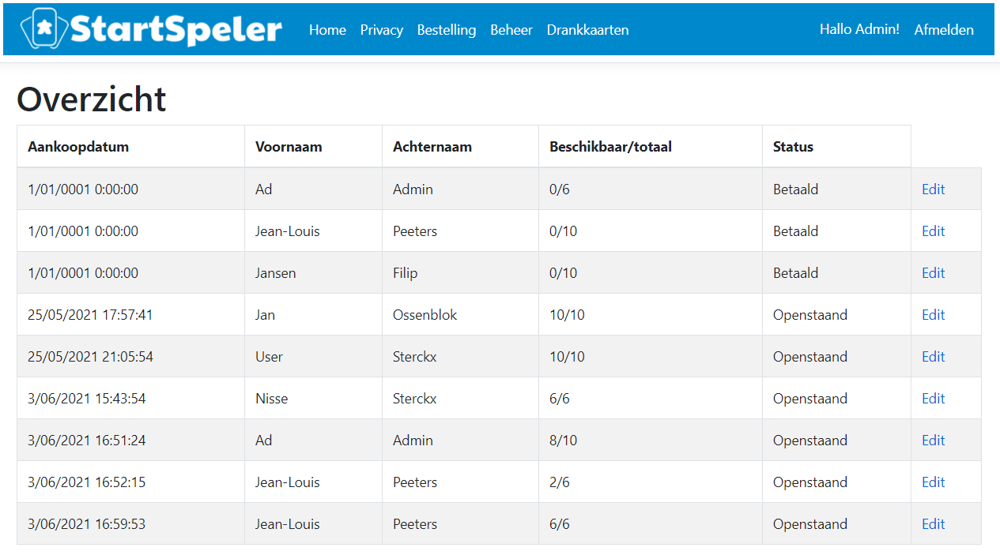 StartSpeler Home Privacy Bestelling Beheer Drankkaarten Hallo Admin! Afmelden
Overzicht
Aankoopdatum Voornaam Achternaam Beschikbaar/totaal Status
1/01/0001 0:00:00 Ad Admin 0/6 Betaald Edit
1/01/0001 0:00:00 Jean-Louis Peeters 0/10 Betaald Edit
1/01/0001 0:00:00 Jansen Filip 0/10 Betaald Edit
25/05/2021 17:57:41 Jan Ossenblok 10/10 Openstaand Edit
25/05/2021 21:05:54 User Sterckx 10/10 Openstaand Edit
3/06/2021 15:43:54 Nisse Sterckx 6/6 Openstaand Edit
3/06/2021 16:51:24 Ad Admin 8/10 Openstaand Edit
3/06/2021 16:52:15 Jean-Louis Peeters 2/6 Openstaand Edit
3/06/2021 16:59:53 Jean-Louis Peeters 6/6 Openstaand Edit